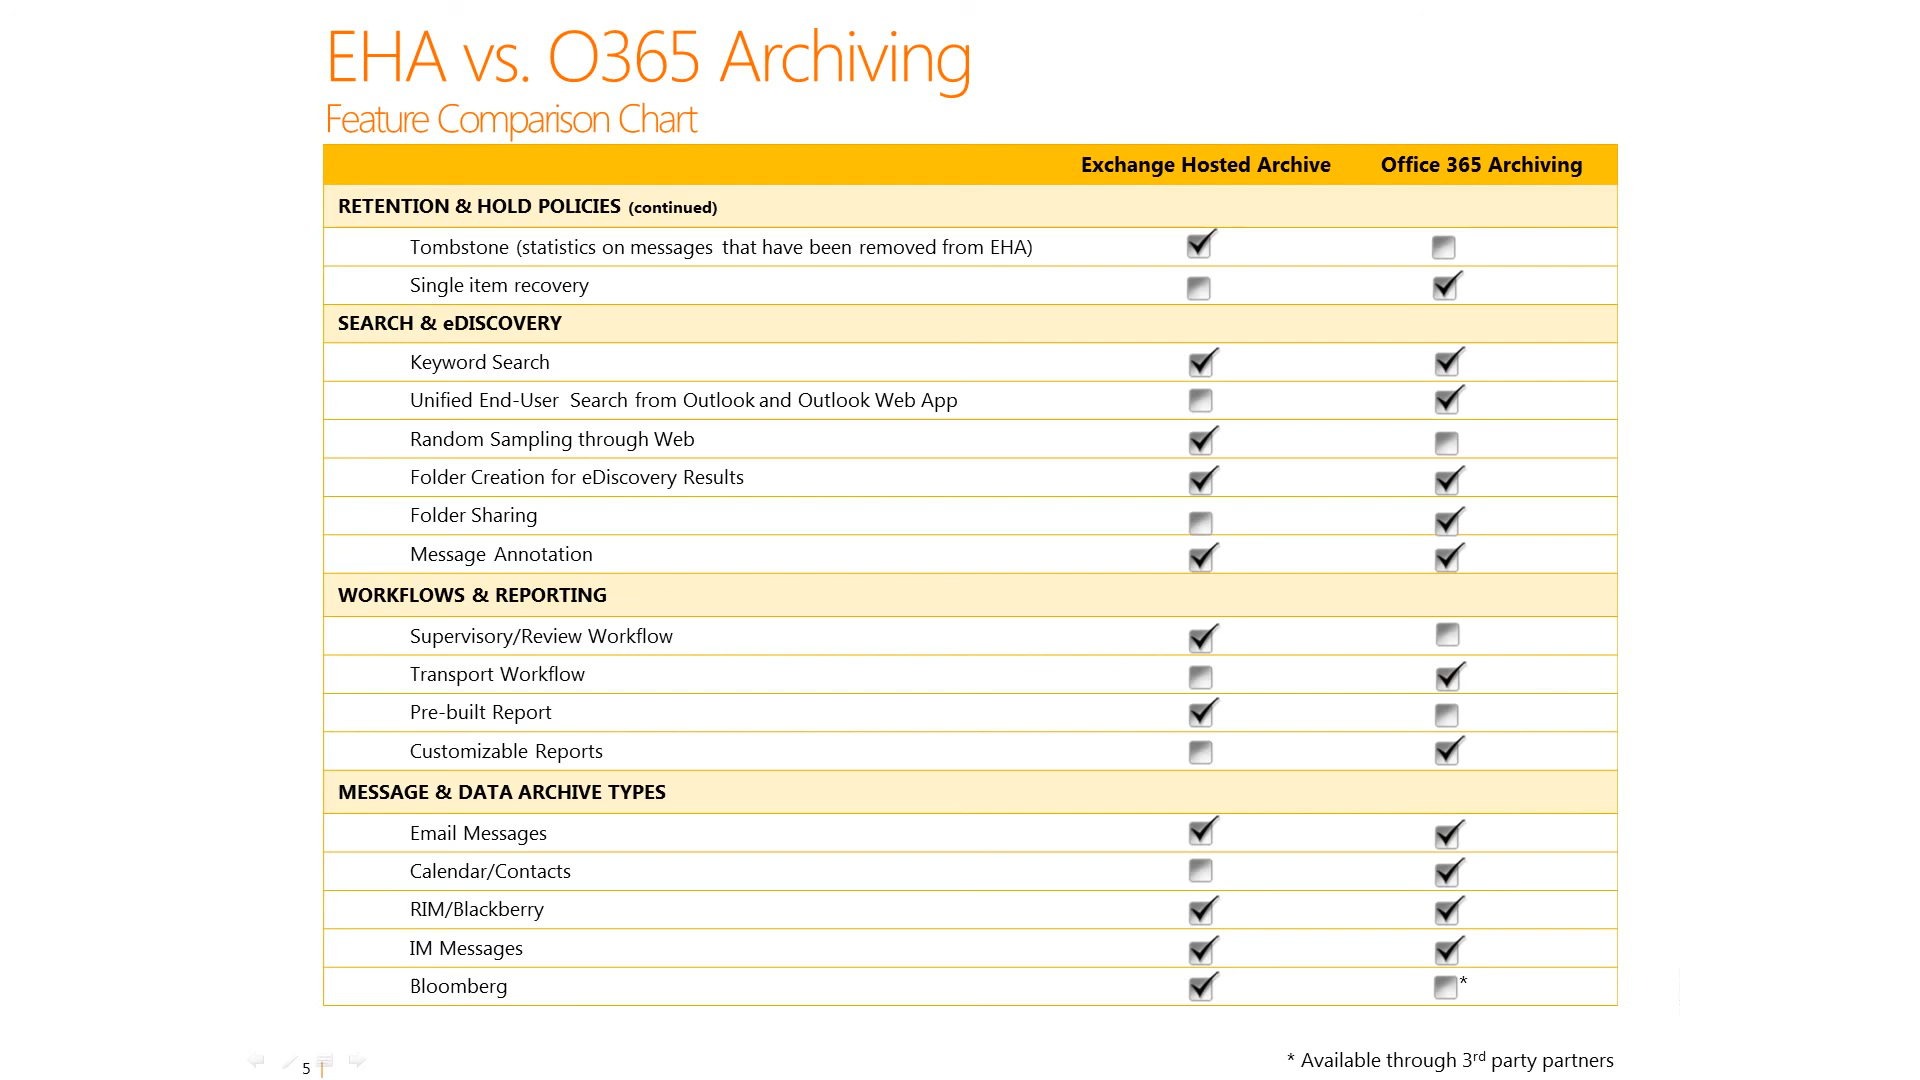 EHA vs. O365 Archiving
Feature Comparison Chart
Exchange Hosted Archive Office 365 Archiving
RETENTION & HOLD POLICIES (continued)
Tombstone (statistics on messages that have been removed from EHA)
Single item recovery
SEARCH & eDISCOVERY
Keyword Search
Unified End-User Search from Outlook and Outlook Web App
Random Sampling through Web
Folder Creation for eDiscovery Results
Folder Sharing
Message Annotation
WORKFLOWS & REPORTING
Supervisory/Review Workflow
Transport Workflow
Pre-built Report
Customizable Reports
MESSAGE & DATA ARCHIVE TYPES
Email Messages
Calendar/Contacts
RIM/Blackberry
IM Messages
Bloomberg *
* Available through 3rd party partners
5